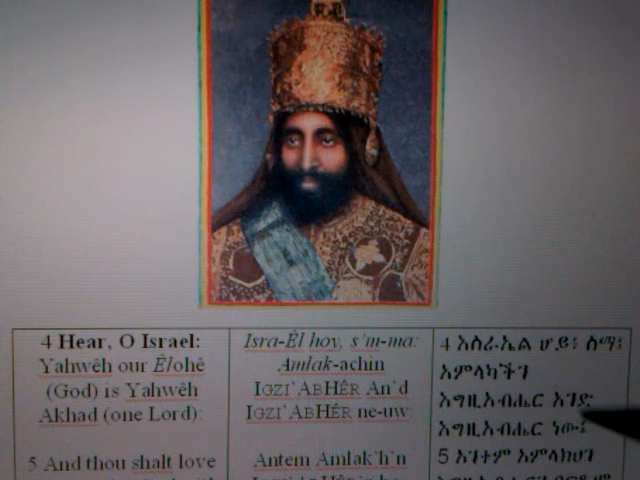 4 Hear, O Israel:
Yahwêh our Êlohê
(God) is Yahwêh
Akhad (one Lord):
5 And thou shalt love
Isra-Êl hoy, s'm-ma:
Amlak-achin
IGZI'ABHÊR An'd
IGZI'ABHÊR ne-uw:
Antem Amlak'h'n
4 እስራኤል ሆይ፥ ስማ፤
አምላካችን
እግዚአብሔር አንድ
እግዚአብሔር ነው፤
5 አንተም አምላክህን